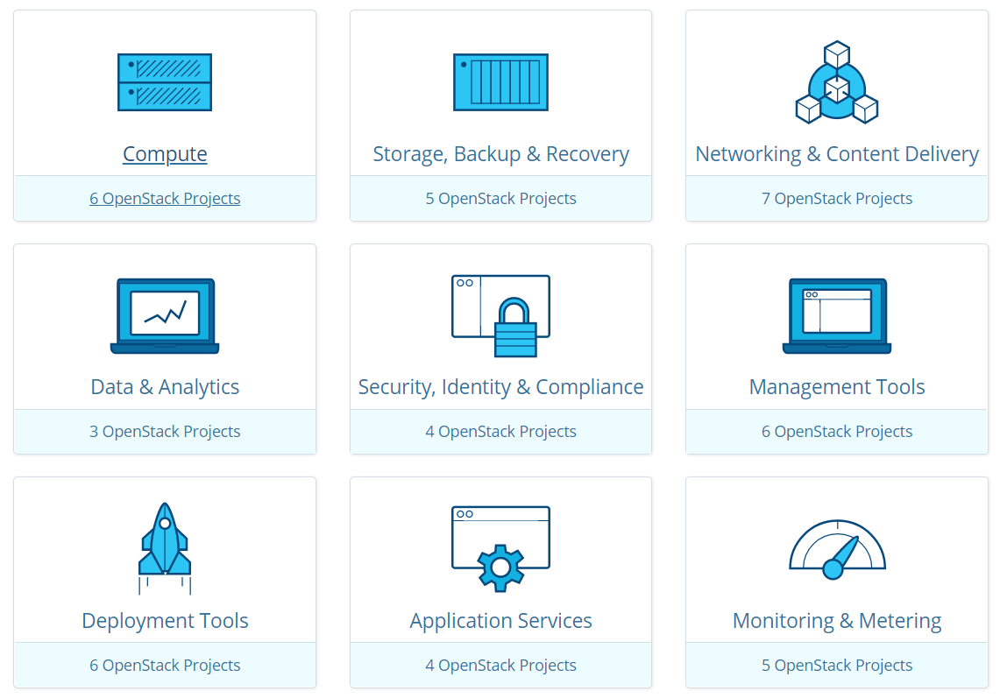 Compute
6 OpenStack Projects
Storage, Backup & Recovery
5 OpenStack Projects
Networking & Content Delivery
7 OpenStack Projects
Data & Analytics
3 OpenStack Projects
Security, Identity & Compliance
4 OpenStack Projects
Management Tools
6 OpenStack Projects
Deployment Tools
6 OpenStack Projects
Application Services
4 OpenStack Projects
Monitoring & Metering
5 OpenStack Projects